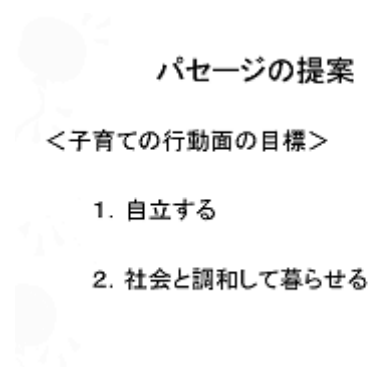 パセージの提案
＜子育ての行動面の目標＞
１．自立する
２．社会と調和して暮らせる